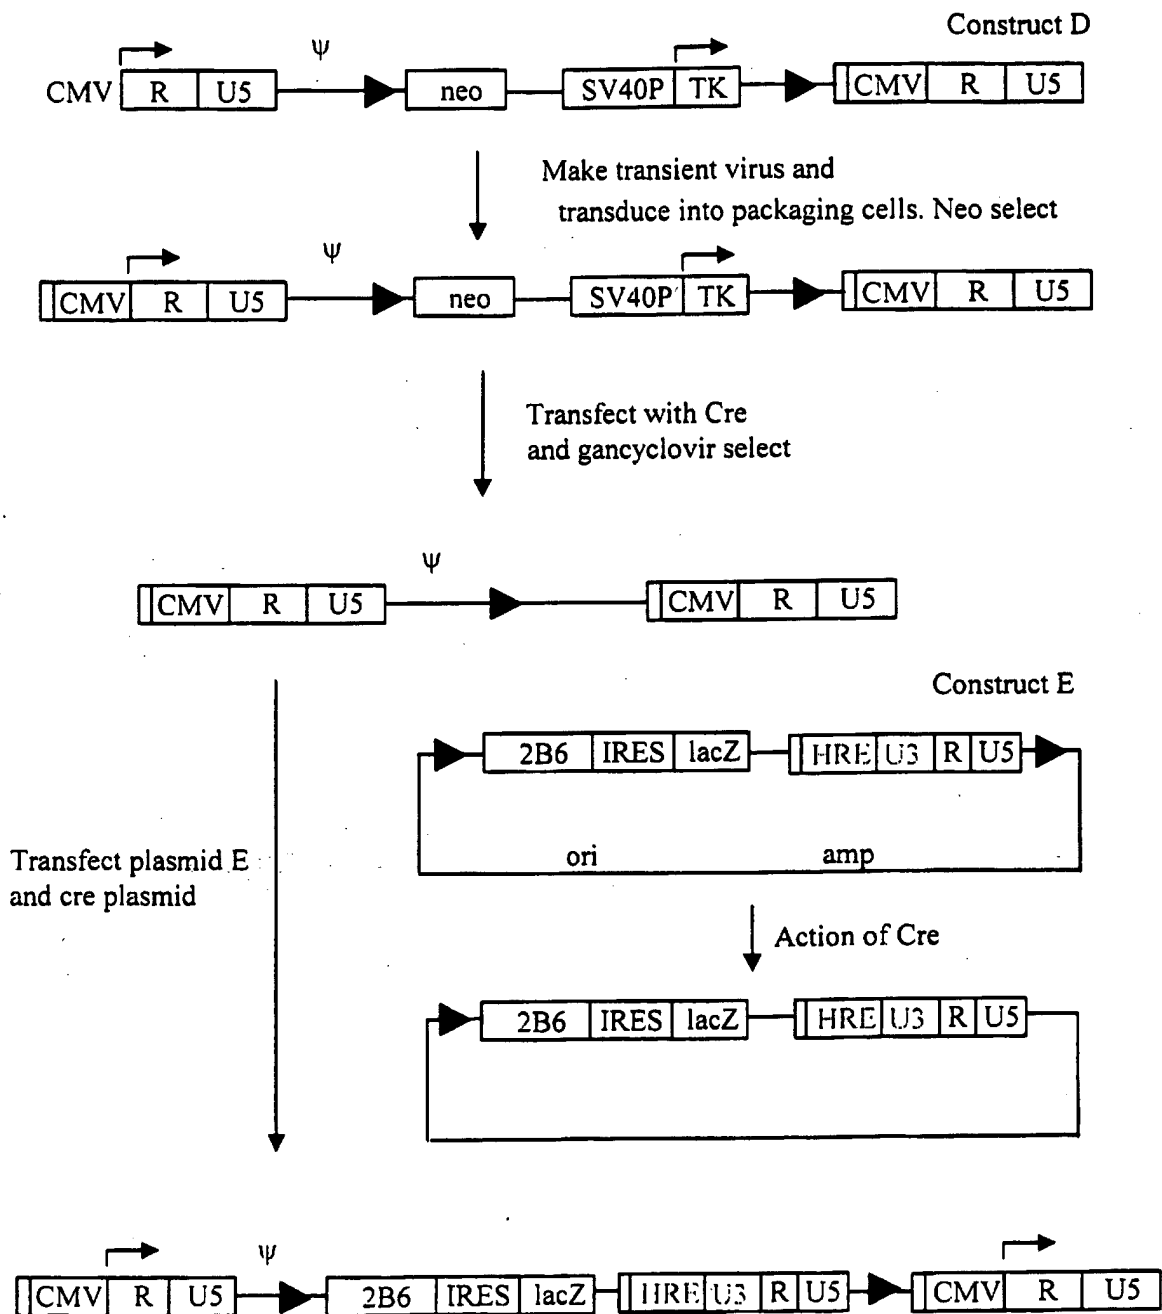 Construct D
ψ
CMV R U5 neo SV40P TK CMV R U5
Make transient virus and
transduce into packaging cells. Neo select
ψ
CMV R U5 neo SV40P TK CMV R U5
Transfect with Cre
and gancyclovir select
ψ
CMV R U5 CMV R U5
Construct E
2B6 IRES lacZ HRE U3 R U5
ori amp
Transfect plasmid E
and cre plasmid
Action of Cre
2B6 IRES lacZ HRE U3 R U5
ψ
CMV R U5 2B6 IRES lacZ HRE U3 R U5 CMV R U5